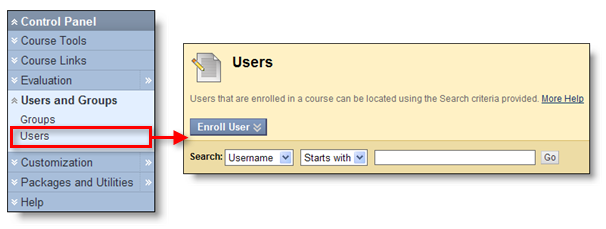 Control Panel
Course Tools
Course Links
Evaluation
Users and Groups
Groups
Users
Customization
Packages and Utilities
Help
Users
Users that are enrolled in a course can be located using the Search criteria provided. More Help
Enroll User
Search: Username Starts with Go